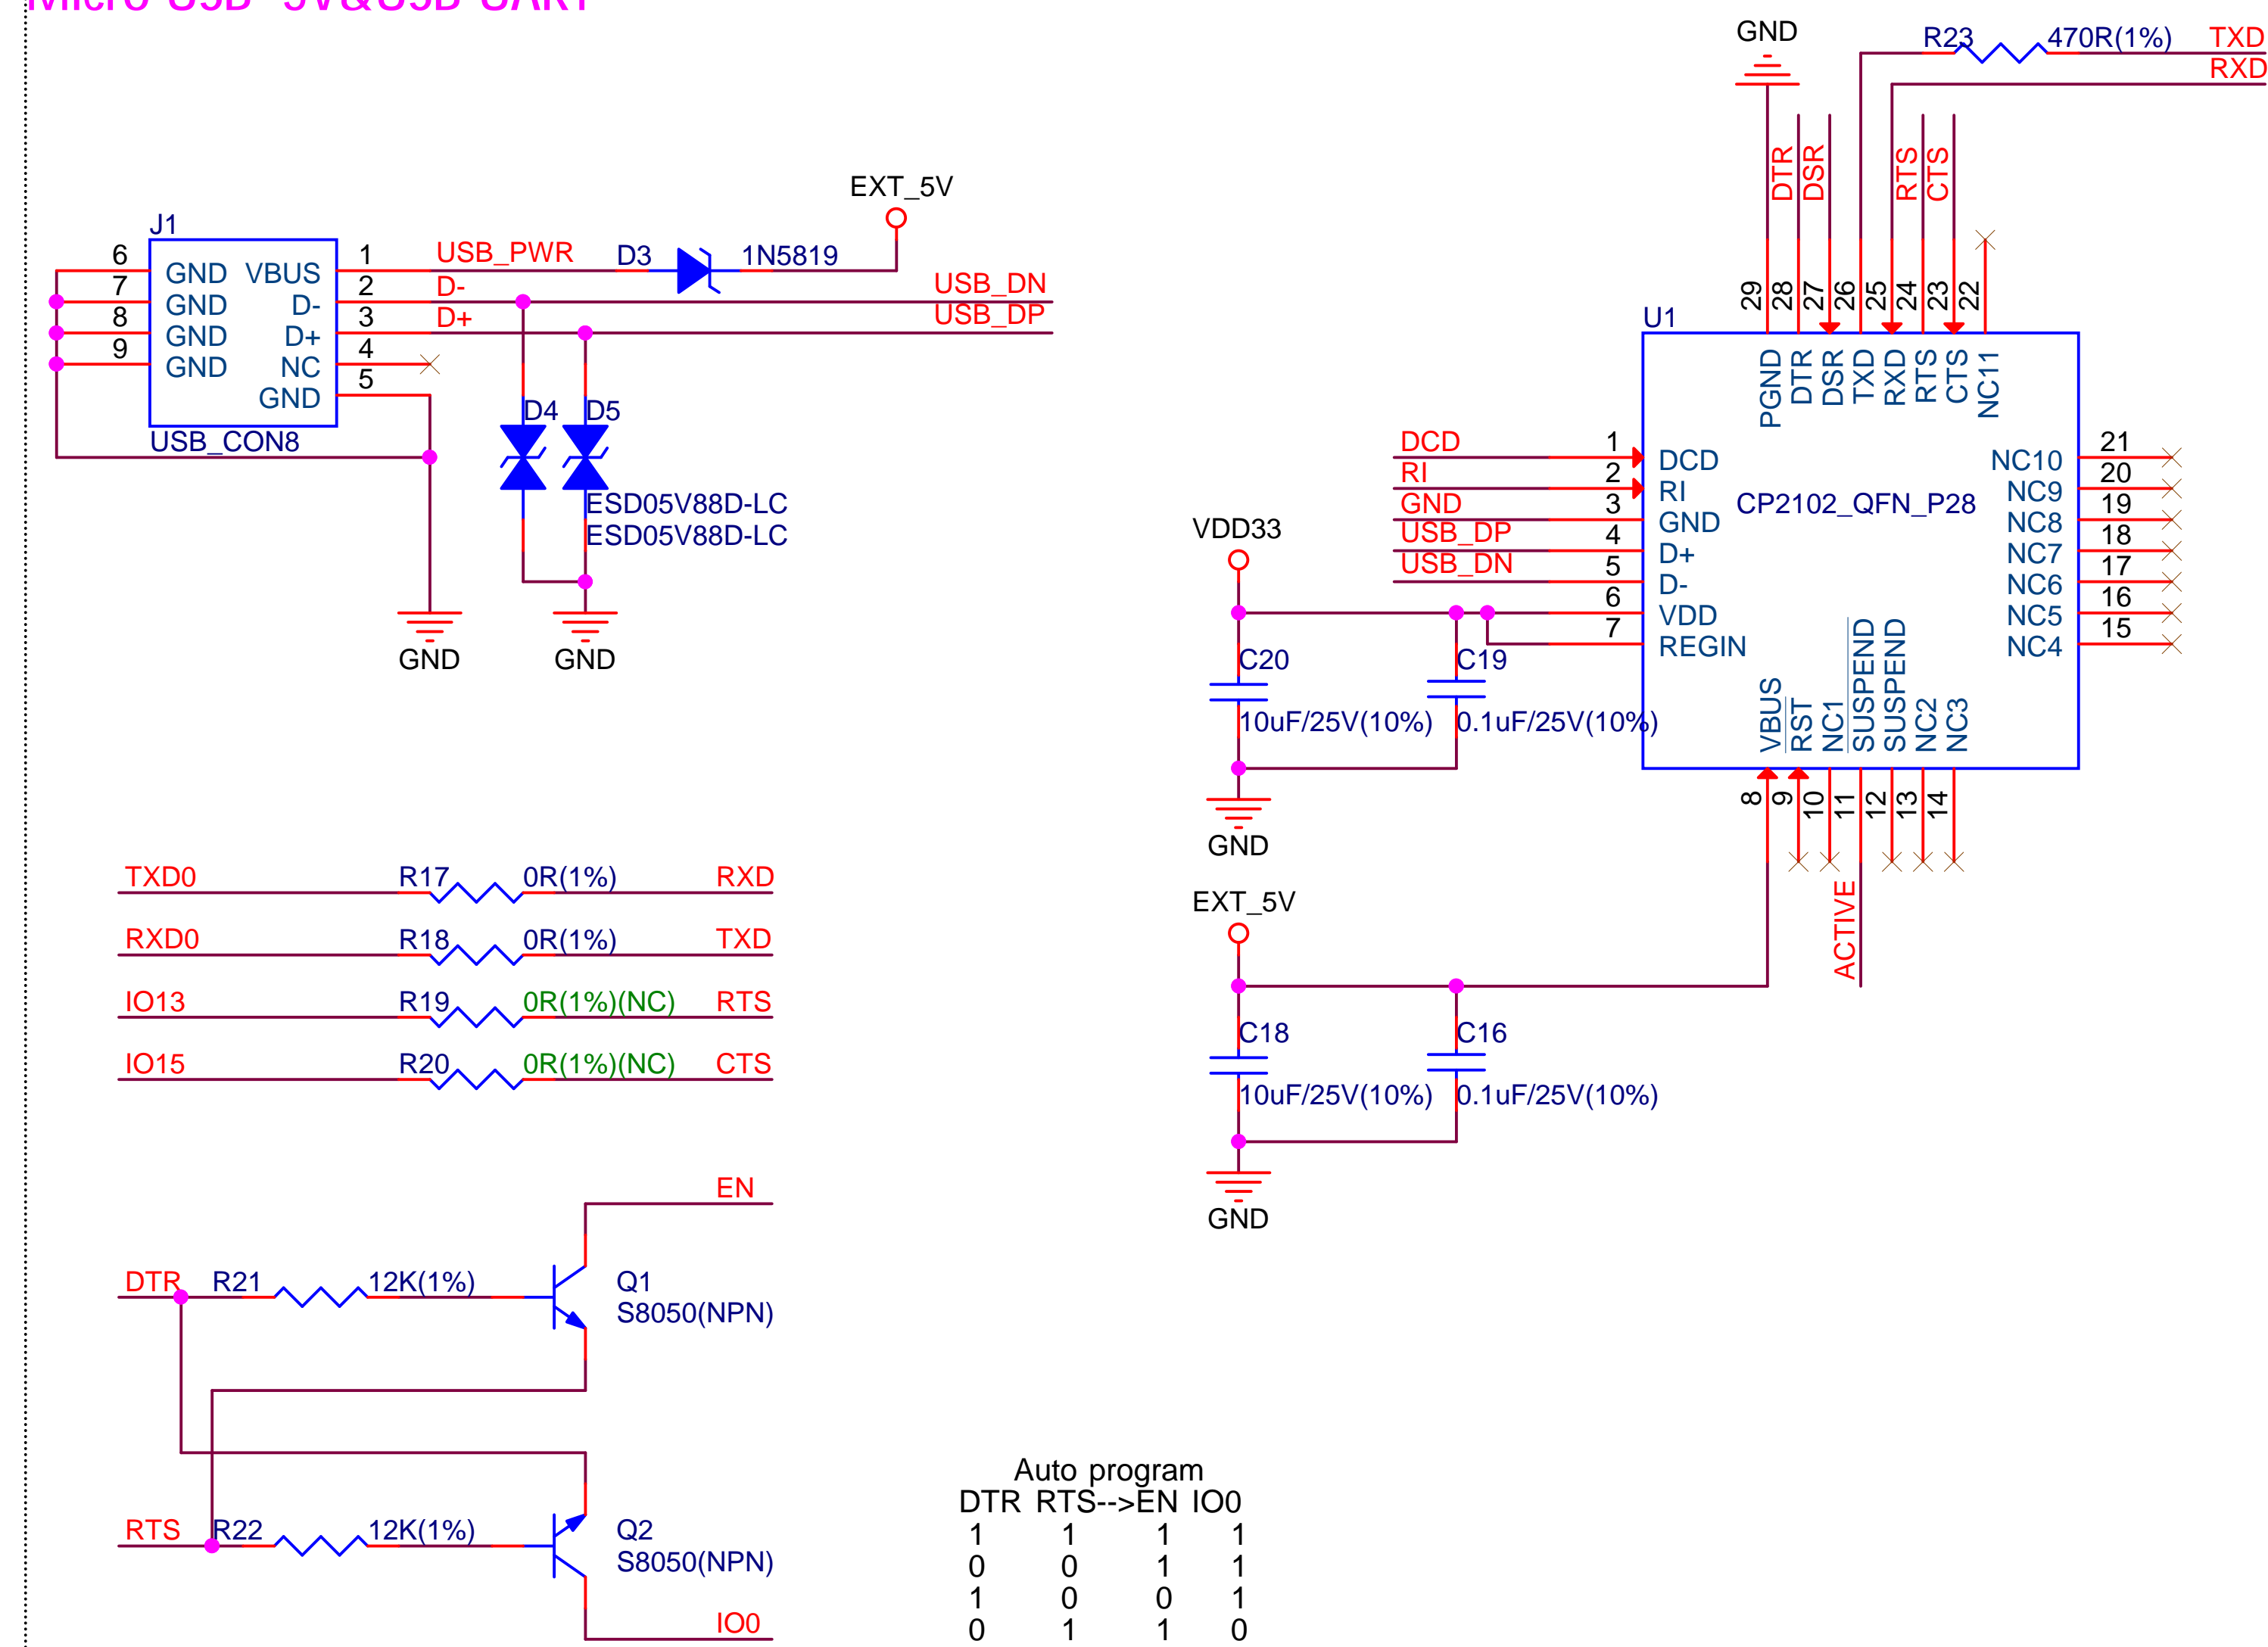 Micro USB 5V&USB-UART
GND
R23 470R(1%) TXD
RXD
DTR
DSR
RTS
CTS
EXT_5V
J1
6 GND VBUS 1 USB_PWR D3 1N5819
7 GND D- 2 D- USB_DN
8 GND D+ 3 D+ USB_DP
9 GND NC 4
GND 5
USB_CON8
D4 D5
ESD05V88D-LC
ESD05V88D-LC
GND GND
29 28 27 26 25 24 23 22
U1
PGND DTR DSR TXD RXD RTS CTS NC11
DCD 1 DCD NC10 21
RI 2 RI NC9 20
CP2102_QFN_P28
GND 3 GND NC8 19
USB_DP 4 D+ NC7 18
USB_DN 5 D- NC6 17
6 VDD NC5 16
7 REGIN NC4 15
VBUS RST NC1 SUSPEND SUSPEND NC2 NC3
8 9 10 11 12 13 14
ACTIVE
VDD33
C20 C19
10uF/25V(10%) 0.1uF/25V(10%)
GND
EXT_5V
C18 C16
10uF/25V(10%) 0.1uF/25V(10%)
GND
TXD0 R17 0R(1%) RXD
RXD0 R18 0R(1%) TXD
IO13 R19 0R(1%)(NC) RTS
IO15 R20 0R(1%)(NC) CTS
EN
DTR R21 12K(1%) Q1
S8050(NPN)
RTS R22 12K(1%) Q2
S8050(NPN)
IO0
Auto program
DTR RTS-->EN IO0
1 1 1 1
0 0 1 1
1 0 0 1
0 1 1 0